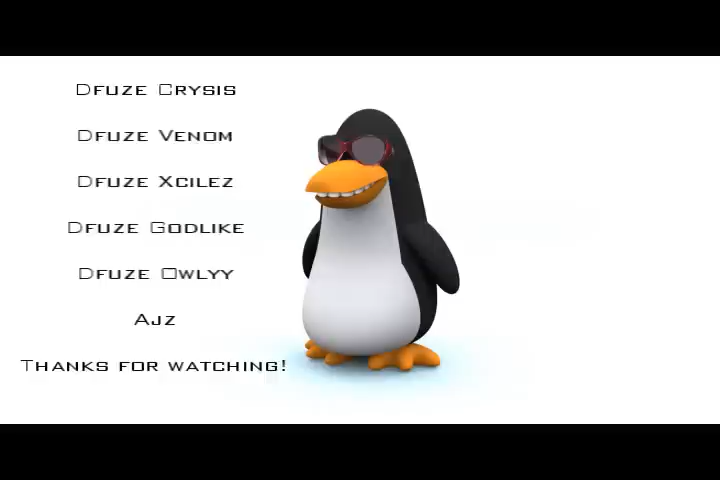 Dfuze Crysis
Dfuze Venom
Dfuze Xcilez
Dfuze Godlike
Dfuze Owlyy
Ajz
Thanks for watching!